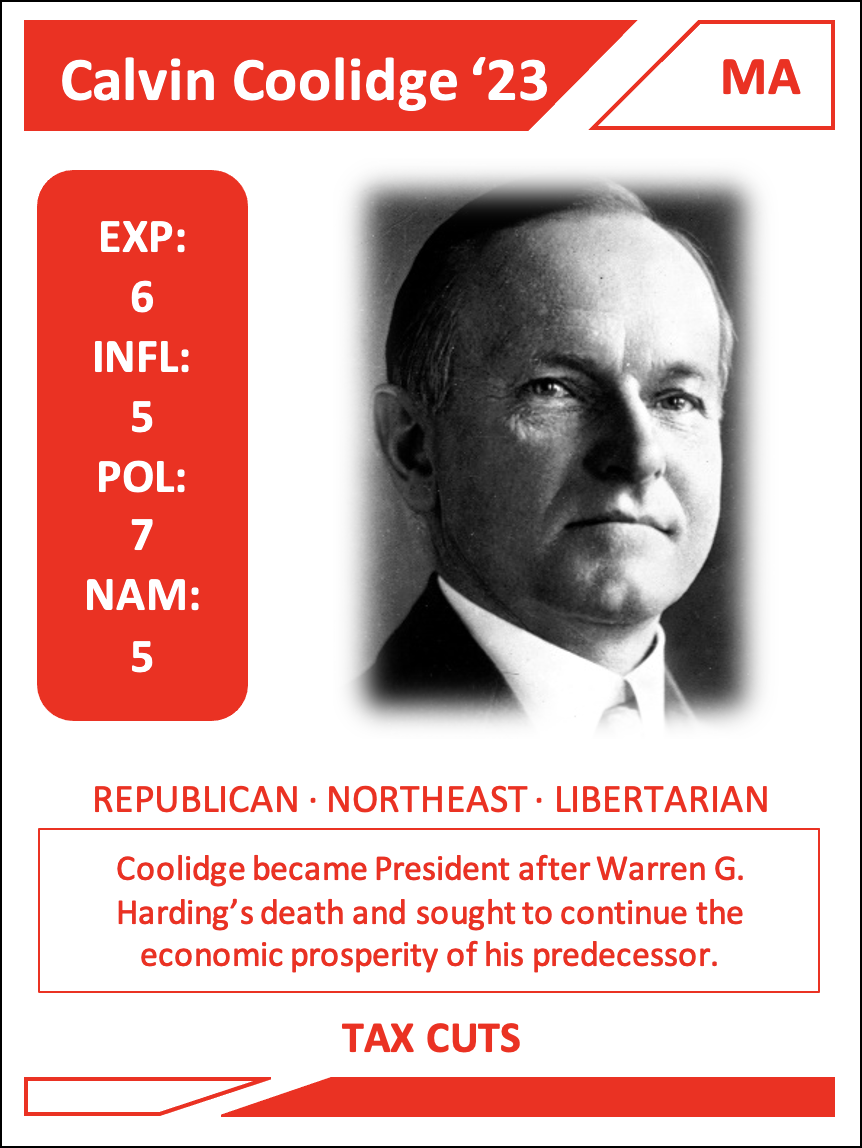 Calvin Coolidge ‘23
MA
EXP:
6
INFL:
5
POL:
7
NAM:
5
REPUBLICAN · NORTHEAST · LIBERTARIAN
Coolidge became President after Warren G.
Harding’s death and sought to continue the
economic prosperity of his predecessor.
TAX CUTS